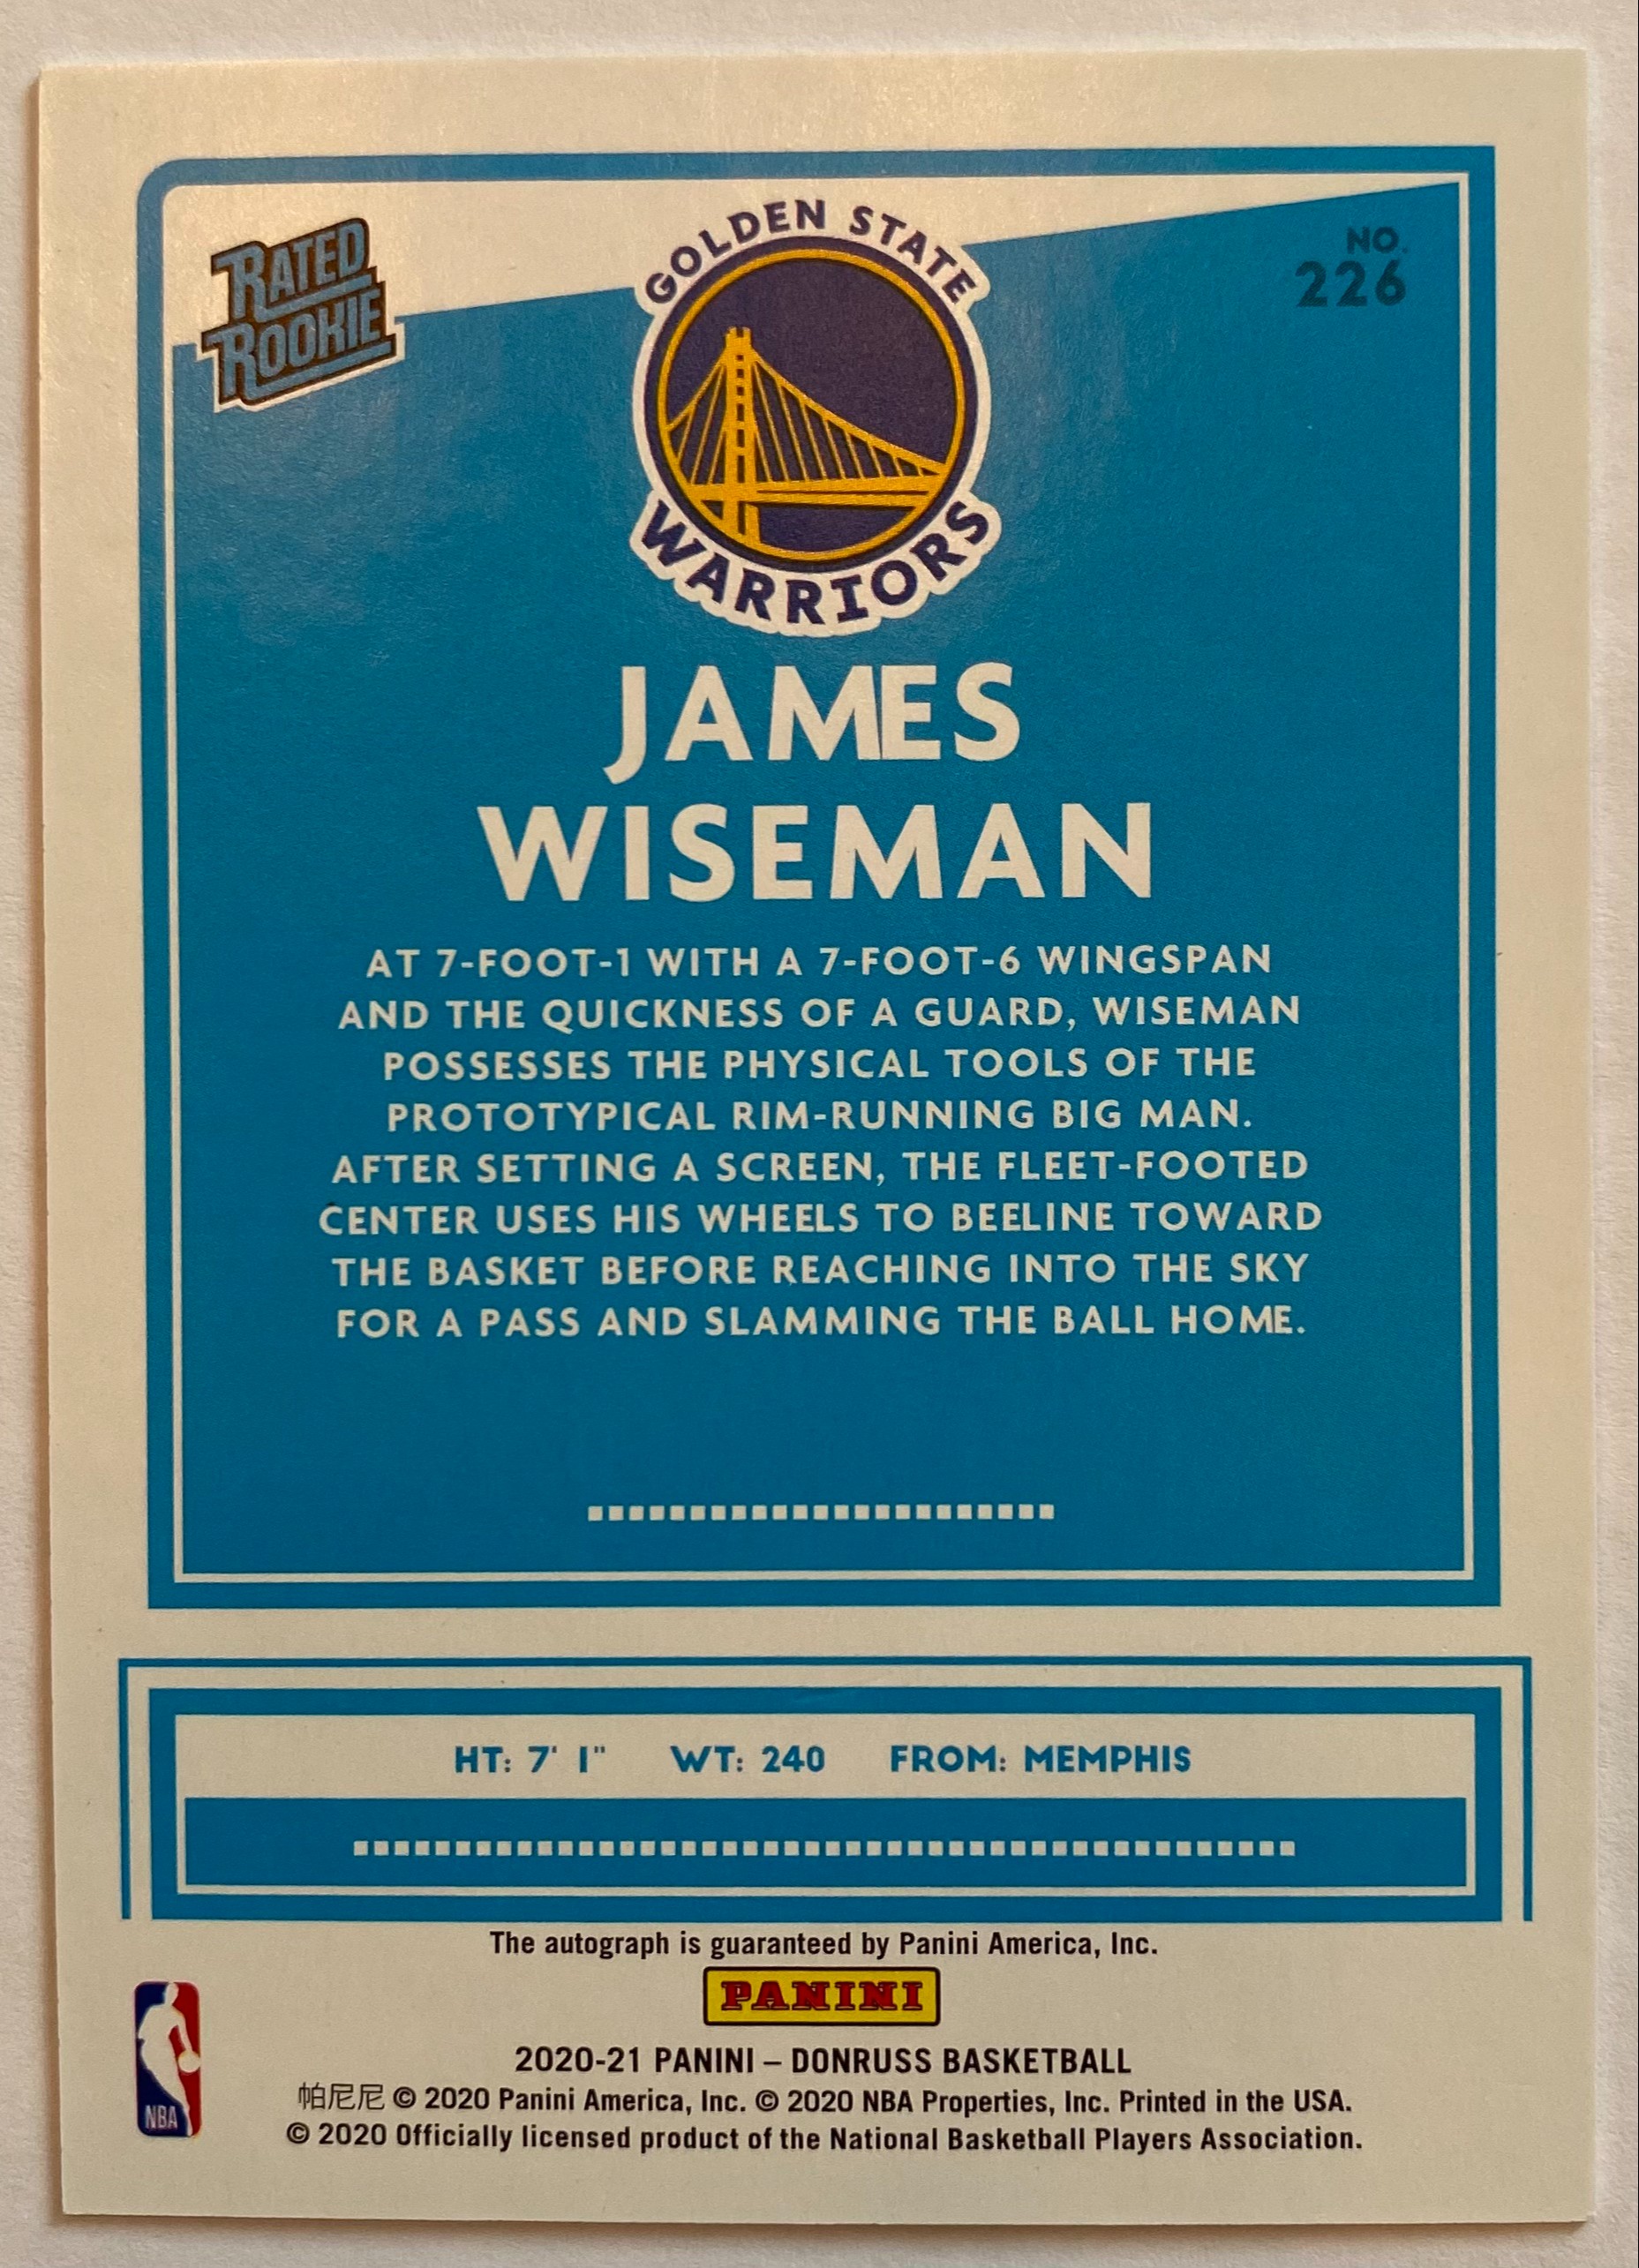 RATED
ROOKIE
GOLDEN STATE
WARRIORS
NO.
226
JAMES
WISEMAN
AT 7-FOOT-1 WITH A 7-FOOT-6 WINGSPAN
AND THE QUICKNESS OF A GUARD, WISEMAN
POSSESSES THE PHYSICAL TOOLS OF THE
PROTOTYPICAL RIM-RUNNING BIG MAN.
AFTER SETTING A SCREEN, THE FLEET-FOOTED
CENTER USES HIS WHEELS TO BEELINE TOWARD
THE BASKET BEFORE REACHING INTO THE SKY
FOR A PASS AND SLAMMING THE BALL HOME.
HT: 7' 1" WT: 240 FROM: MEMPHIS
The autograph is guaranteed by Panini America, Inc.
PANINI
2020-21 PANINI – DONRUSS BASKETBALL
帕尼尼 © 2020 Panini America, Inc. © 2020 NBA Properties, Inc. Printed in the USA.
© 2020 Officially licensed product of the National Basketball Players Association.
NBA